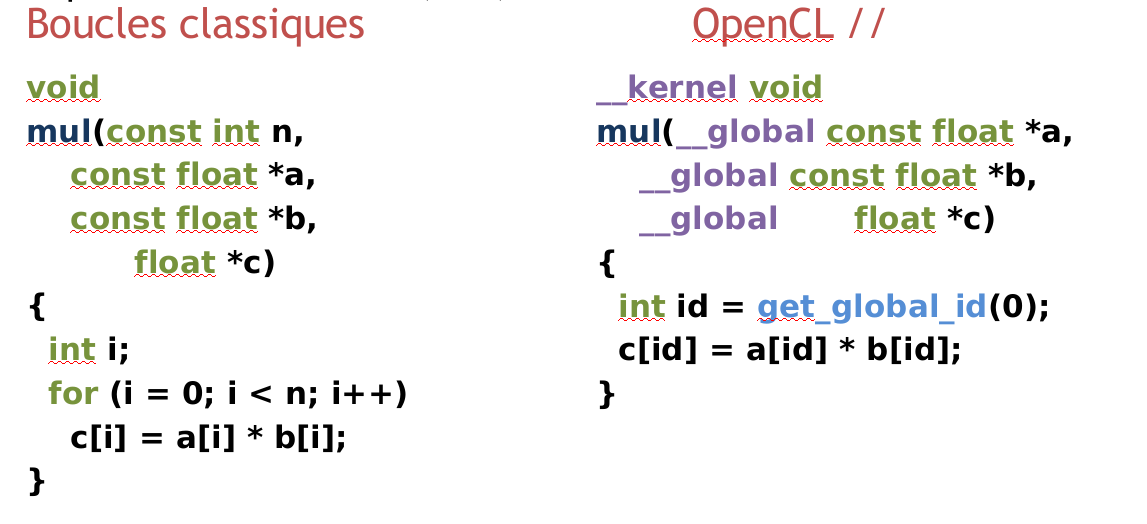 Boucles classiques
void
mul(const int n,
const float *a,
const float *b,
float *c)
{
int i;
for (i = 0; i < n; i++)
c[i] = a[i] * b[i];
}
OpenCL //
__kernel void
mul(__global const float *a,
__global const float *b,
__global float *c)
{
int id = get_global_id(0);
c[id] = a[id] * b[id];
}